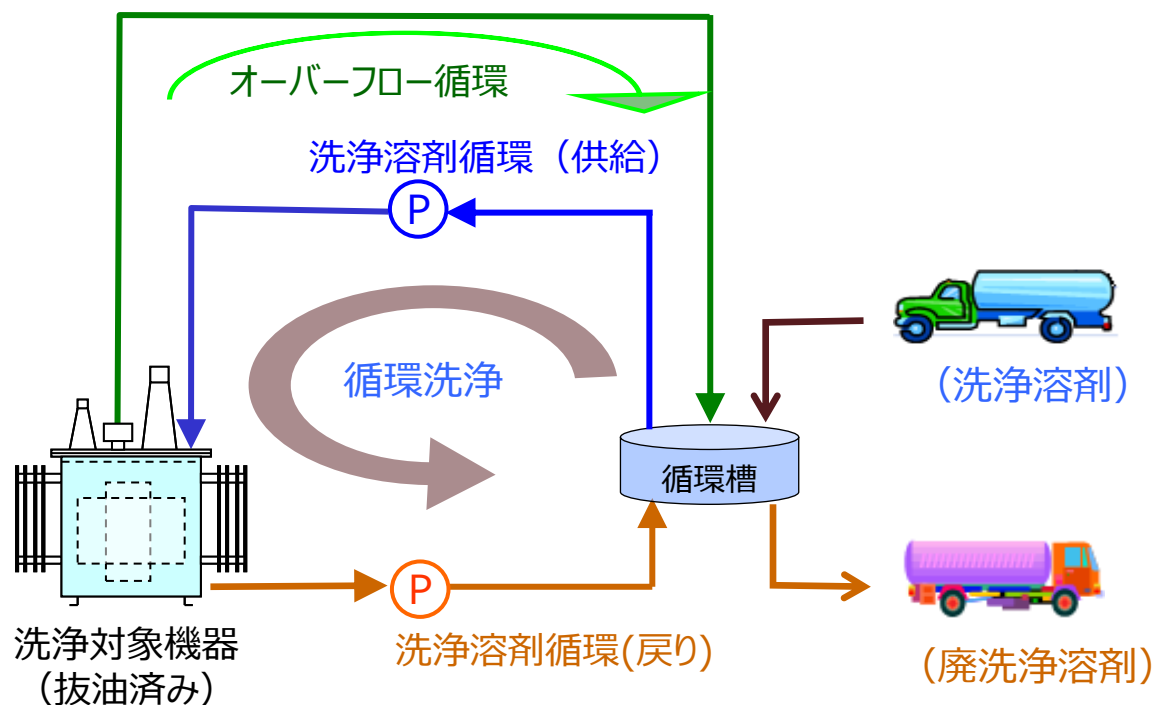 オーバーフロー循環
洗浄溶剤循環（供給）
P
循環洗浄
（洗浄溶剤）
循環槽
P
洗浄対象機器
（抜油済み）
洗浄溶剤循環(戻り)
（廃洗浄溶剤）